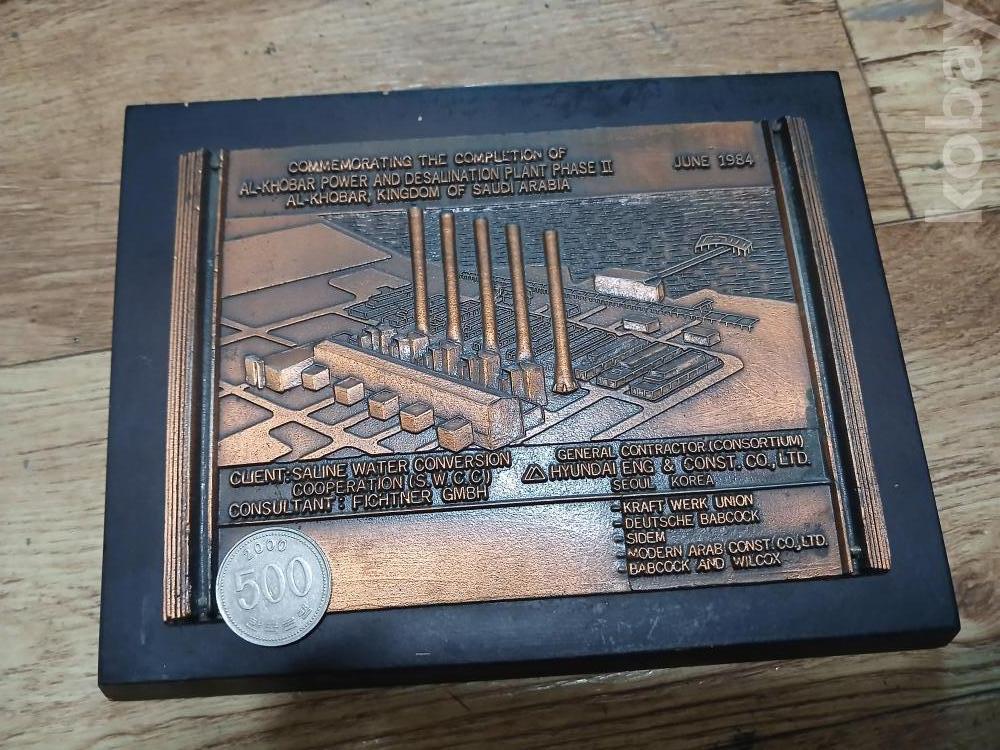 COMMEMORATING THE COMPLETION OF
AL-KHOBAR POWER AND DESALINATION PLANT PHASE II
AL-KHOBAR, KINGDOM OF SAUDI ARABIA
JUNE 1984
CLIENT: SALINE WATER CONVERSION
COOPERATION (S.W.C.C)
CONSULTANT: FICHTNER GMBH
GENERAL CONTRACTOR (CONSORTIUM)
HYUNDAI ENG & CONST. CO., LTD.
SEOUL KOREA
KRAFT WERK UNION
DEUTSCHE BABCOCK
SIDEM
MODERN ARAB CONST. CO., LTD.
BABCOCK AND WILCOX
2000
500
한국은행
kobay